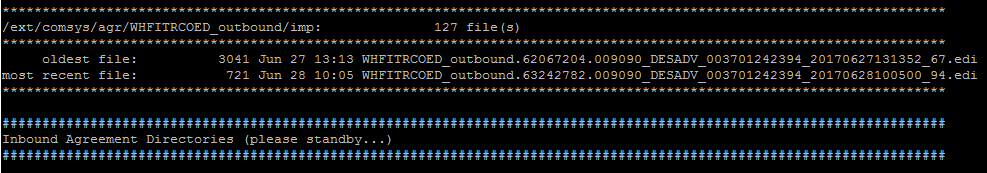 **********************************************************************************************************************
/ext/comsys/agr/WHFITRCOED_outbound/imp:              127 file(s)
**********************************************************************************************************************
     oldest file:          3041 Jun 27 13:13 WHFITRCOED_outbound.62067204.009090_DESADV_003701242394_20170627131352_67.edi
most recent file:           721 Jun 28 10:05 WHFITRCOED_outbound.63242782.009090_DESADV_003701242394_20170628100500_94.edi
**********************************************************************************************************************
######################################################################################################################
Inbound Agreement Directories (please standby...)
######################################################################################################################